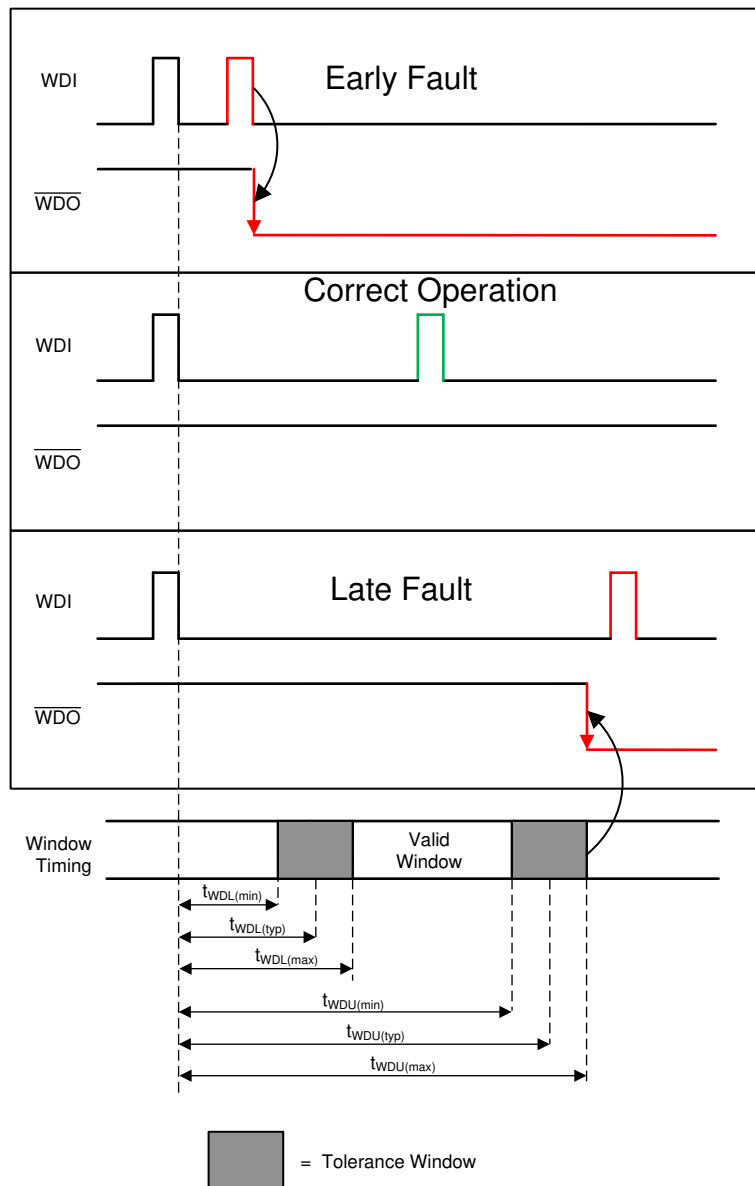 Early Fault
WDI
WDO
Correct Operation
WDI
WDO
Late Fault
WDI
WDO
Window
Timing
Valid
Window
tWDL(min)
tWDL(typ)
tWDL(max)
tWDU(min)
tWDU(typ)
tWDU(max)
= Tolerance Window